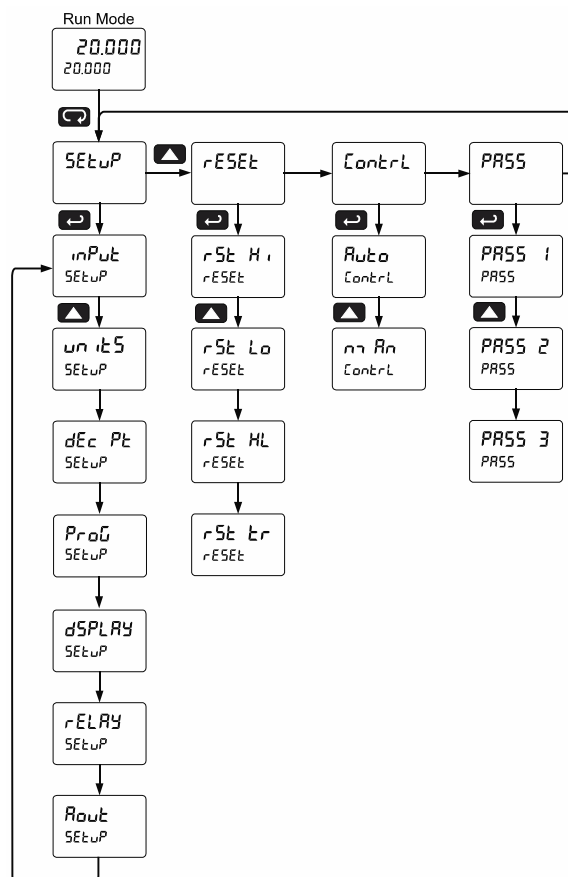 Run Mode
20.000
20.000
SEtuP
rESEt
ContrL
PASS
inPut
SEtuP
rSt Hi
rESEt
Auto
ContrL
PASS 1
PASS
unitS
SEtuP
rSt Lo
rESEt
mAn
ContrL
PASS 2
PASS
dEc Pt
SEtuP
rSt HL
rESEt
PASS 3
PASS
ProG
SEtuP
rSt tr
rESEt
dSPLAY
SEtuP
rELAY
SEtuP
Aout
SEtuP